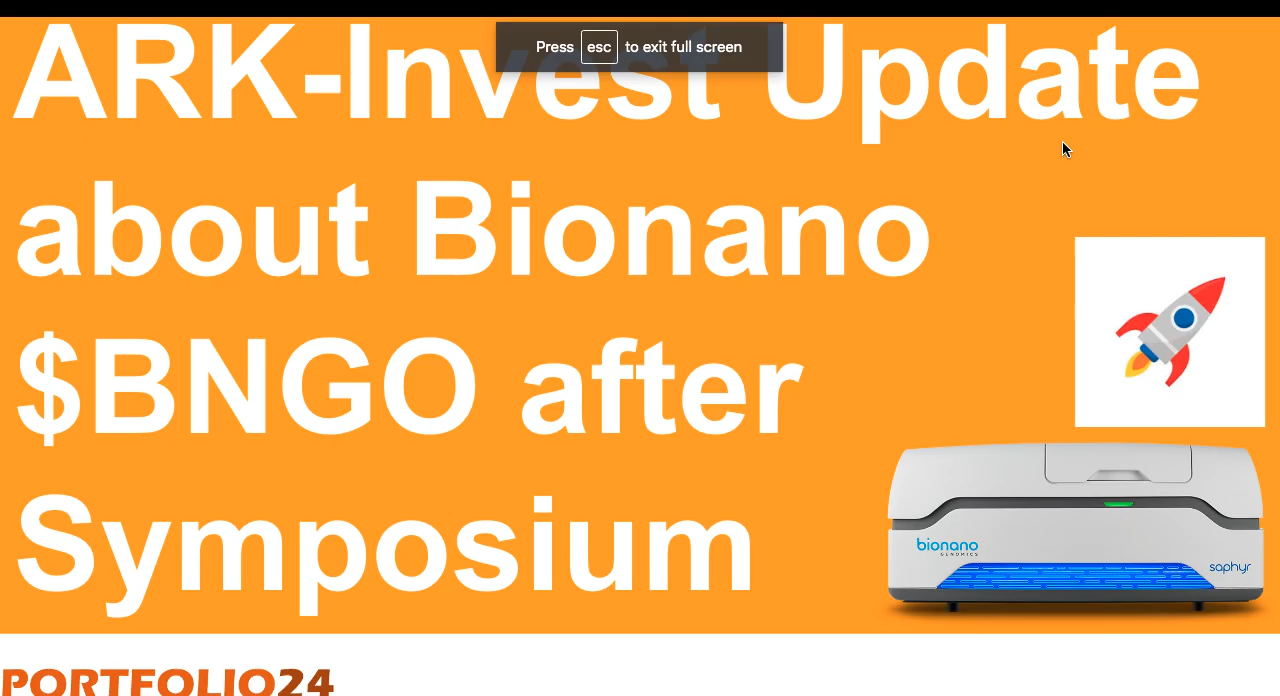 Press esc to exit full screen
ARK-Invest Update
about Bionano
$BNGO after
Symposium
bionano
GENOMICS
saphyr
PORTFOLIO24